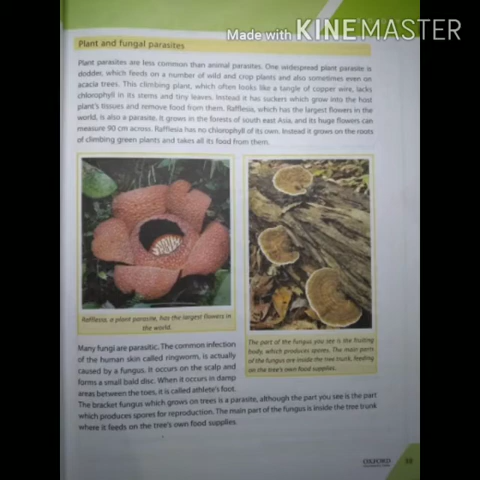 Made with KINEMASTER
Plant and fungal parasites
Plant parasites are less common than animal parasites. One widespread plant parasite is
dodder, which feeds on a number of wild and crop plants and also sometimes even on
acacia trees. This climbing plant, which often looks like a tangle of copper wire, lacks
chlorophyll in its stems and tiny leaves. Instead it has suckers which grow into the host
plant's tissues and remove food from them. Rafflesia, which has the largest flowers in the
world, is also a parasite. It grows in the forests of south east Asia, and its huge flowers can
measure 90 cm across. Rafflesia has no chlorophyll of its own. Instead it grows on the roots
of climbing green plants and takes all its food from them.
Rafflesia, a plant parasite, has the largest flowers in
the world.
The part of the fungus you see is the fruiting
body, which produces spores. The main parts
of the fungus are inside the tree trunk, feeding
on the tree's own food supplies.
Many fungi are parasitic. The common infection
of the human skin called ringworm, is actually
caused by a fungus. It occurs on the scalp and
forms a small bald disc. When it occurs in damp
areas between the toes, it is called athlete's foot.
The bracket fungus which grows on trees is a parasite, although the part you see is the part
which produces spores for reproduction. The main part of the fungus is inside the tree trunk
where it feeds on the tree's own food supplies.
OXFORD